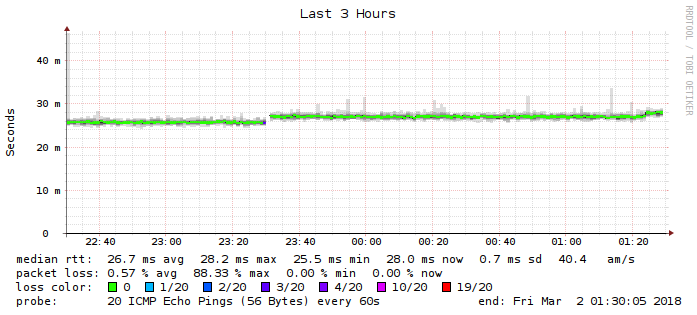 Last 3 Hours
RRDTOOL / TOBI OETIKER
Seconds
40 m
30 m
20 m
10 m
0
22:40 23:00 23:20 23:40 00:00 00:20 00:40 01:00 01:20
median rtt: 26.7 ms avg 28.2 ms max 25.5 ms min 28.0 ms now 0.7 ms sd 40.4 am/s
packet loss: 0.57 % avg 88.33 % max 0.00 % min 0.00 % now
loss color: 0 1/20 2/20 3/20 4/20 10/20 19/20
probe: 20 ICMP Echo Pings (56 Bytes) every 60s end: Fri Mar 2 01:30:05 2018